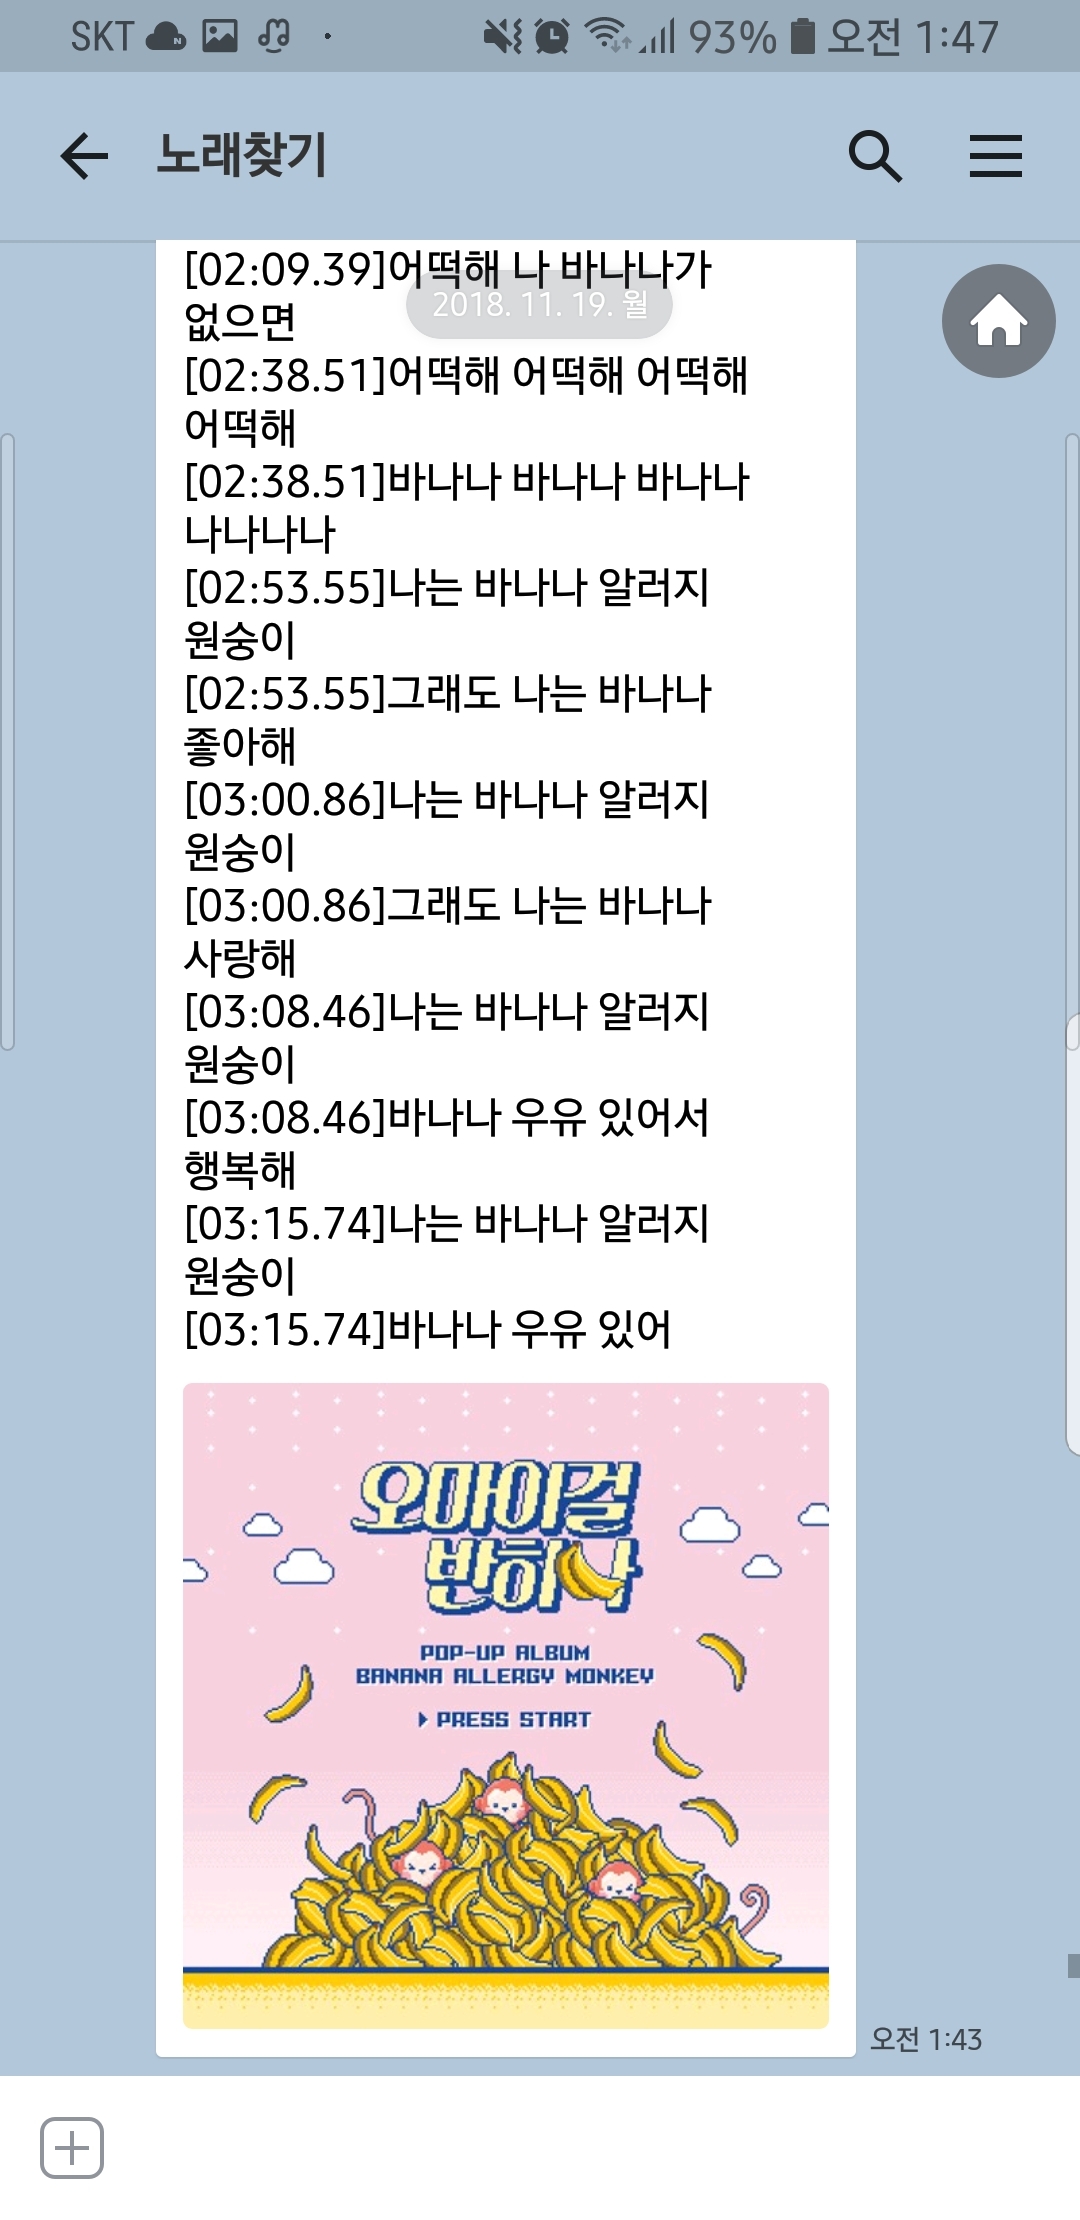 SKT
93% 오전 1:47
노래찾기
[02:09.39]어떡해 나 바나나가
없으면
2018. 11. 19. 월
[02:38.51]어떡해 어떡해 어떡해
어떡해
[02:38.51]바나나 바나나 바나나
나나나나
[02:53.55]나는 바나나 알러지
원숭이
[02:53.55]그래도 나는 바나나
좋아해
[03:00.86]나는 바나나 알러지
원숭이
[03:00.86]그래도 나는 바나나
사랑해
[03:08.46]나는 바나나 알러지
원숭이
[03:08.46]바나나 우유 있어서
행복해
[03:15.74]나는 바나나 알러지
원숭이
[03:15.74]바나나 우유 있어
오마이걸
반하나
POP-UP ALBUM
BANANA ALLERGY MONKEY
PRESS START
오전 1:43